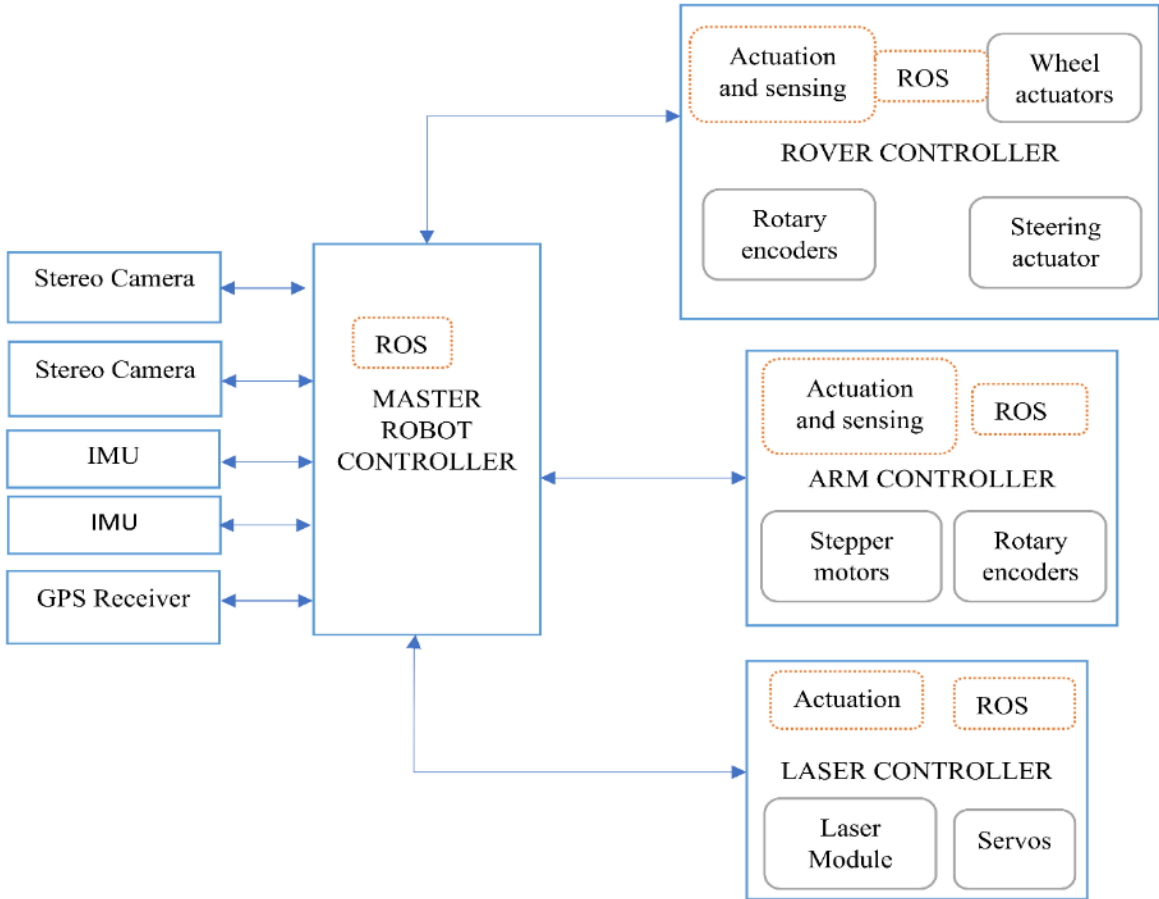 Stereo Camera
Stereo Camera
IMU
IMU
GPS Receiver
ROS
MASTER
ROBOT
CONTROLLER
Actuation
and sensing
ROS
Wheel
actuators
ROVER CONTROLLER
Rotary
encoders
Steering
actuator
Actuation
and sensing
ROS
ARM CONTROLLER
Stepper
motors
Rotary
encoders
Actuation
ROS
LASER CONTROLLER
Laser
Module
Servos